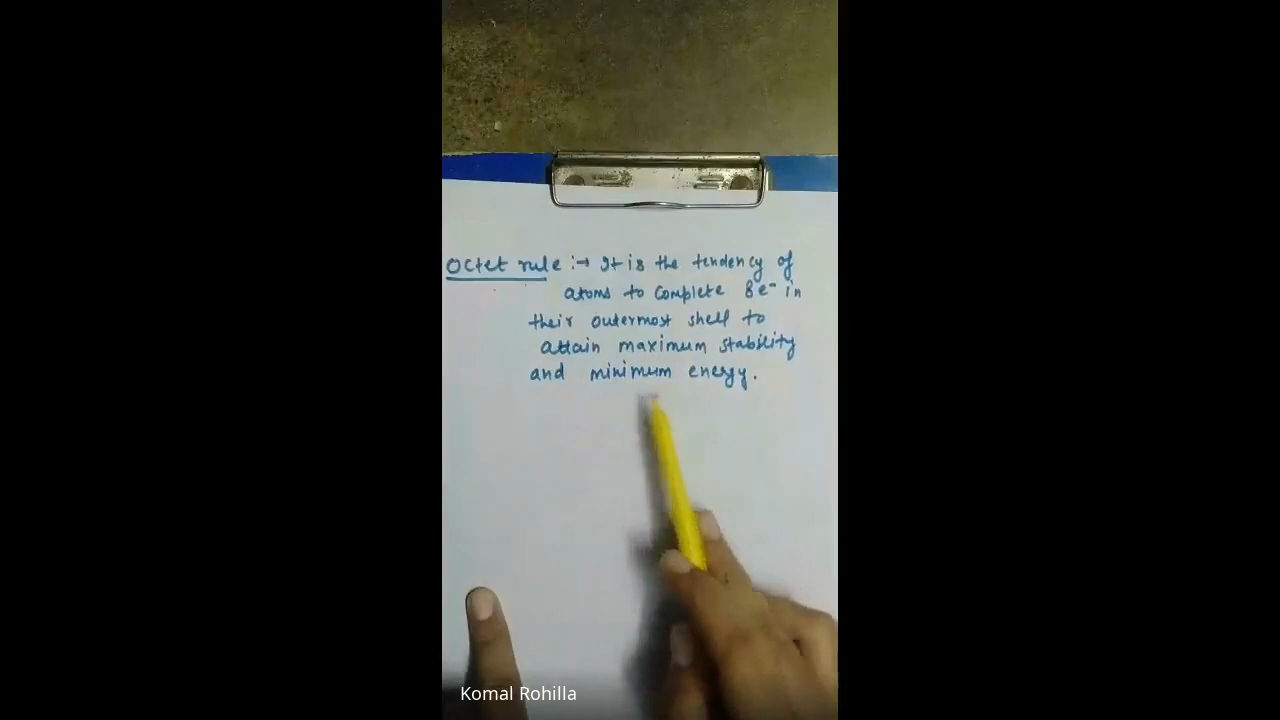 Octet rule :→ It is the tendency of
atoms to complete 8e⁻ in
their outermost shell to
attain maximum stability
and minimum energy.
Komal Rohilla